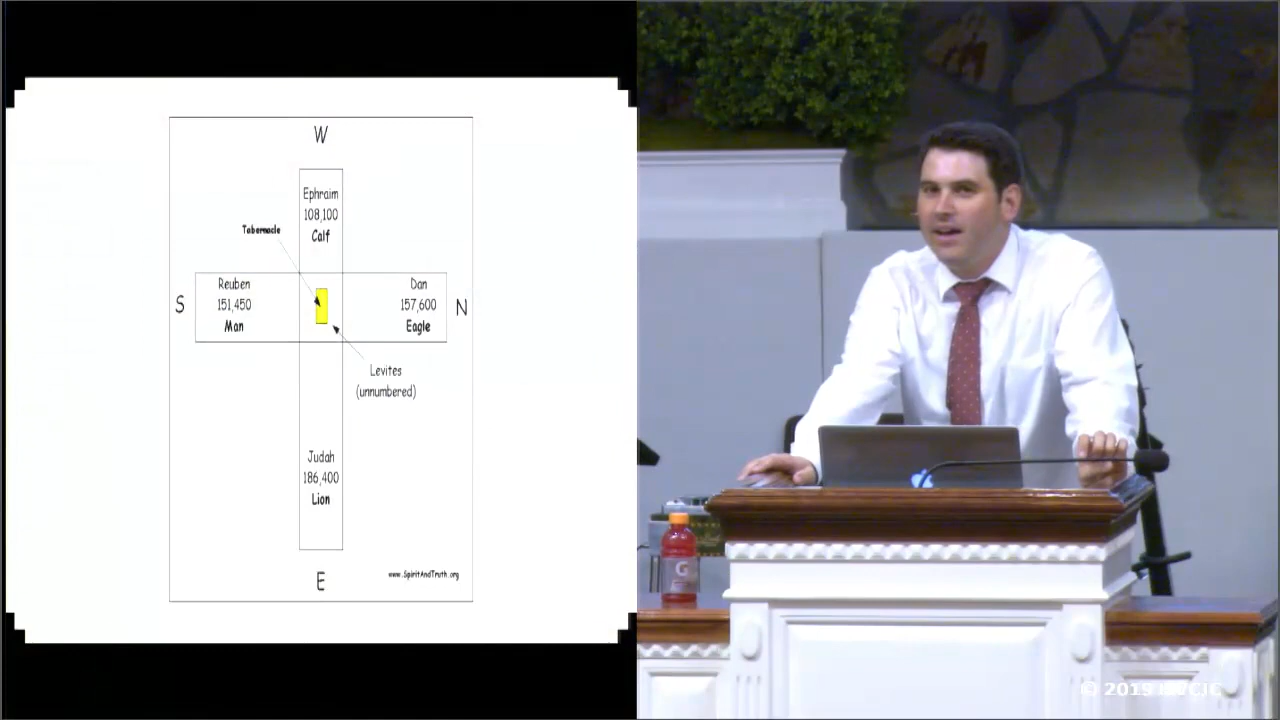 W
Ephraim
108,100
Calf
Tabernacle
Reuben
151,450
Man
Dan
157,600
Eagle
S
N
Levites
(unnumbered)
Judah
186,400
Lion
E
www.SpiritAndTruth.org
G
© 2019